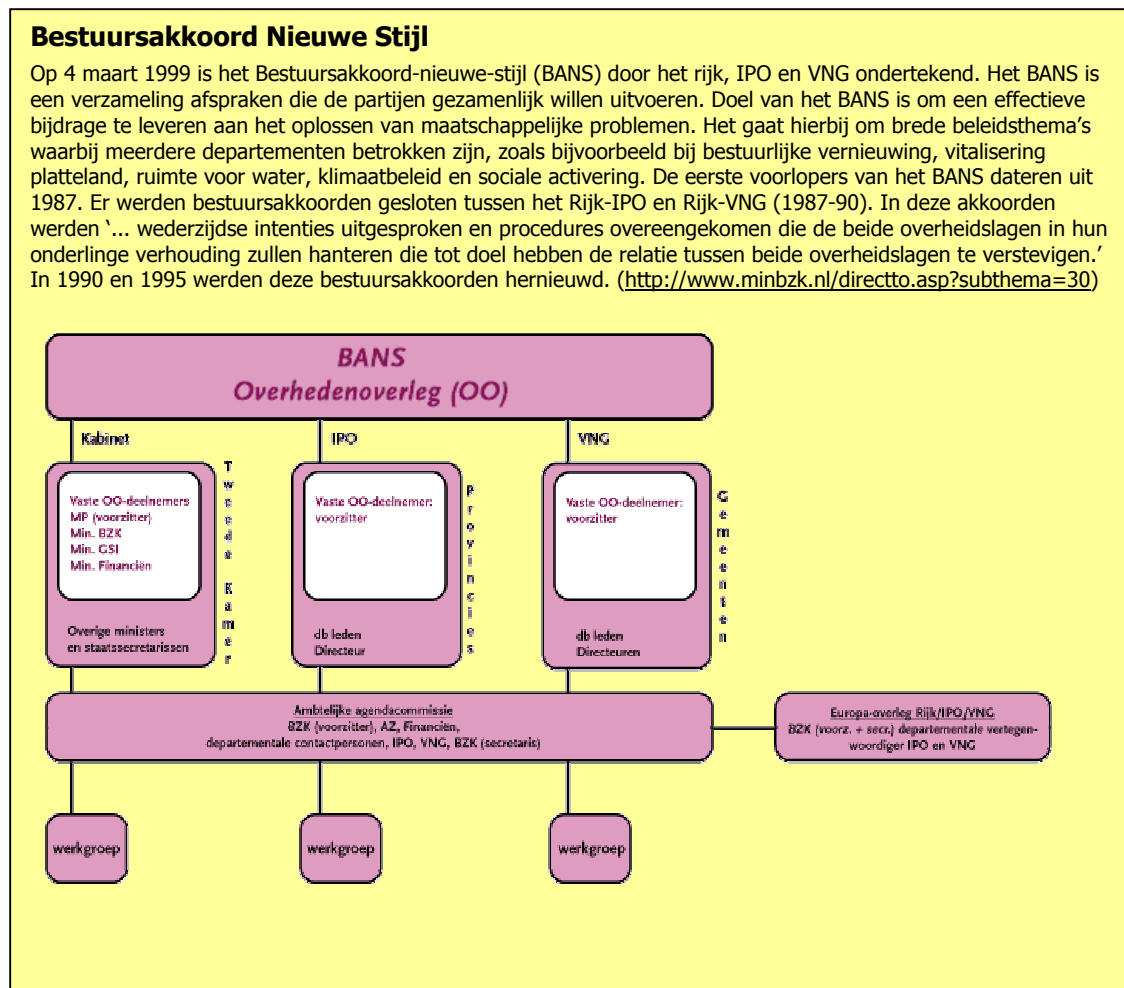 Bestuursakkoord Nieuwe Stijl
Op 4 maart 1999 is het Bestuursakkoord-nieuwe-stijl (BANS) door het rijk, IPO en VNG ondertekend. Het BANS is
een verzameling afspraken die de partijen gezamenlijk willen uitvoeren. Doel van het BANS is om een effectieve
bijdrage te leveren aan het oplossen van maatschappelijke problemen. Het gaat hierbij om brede beleidsthema's
waarbij meerdere departementen betrokken zijn, zoals bijvoorbeeld bij bestuurlijke vernieuwing, vitalisering
platteland, ruimte voor water, klimaatbeleid en sociale activering. De eerste voorlopers van het BANS dateren uit
1987. Er werden bestuursakkoorden gesloten tussen het Rijk-IPO en Rijk-VNG (1987-90). In deze akkoorden
werden '... wederzijdse intenties uitgesproken en procedures overeengekomen die de beide overheidslagen in hun
onderlinge verhouding zullen hanteren die tot doel hebben de relatie tussen beide overheidslagen te verstevigen.'
In 1990 en 1995 werden deze bestuursakkoorden hernieuwd. (http://www.minbzk.nl/directto.asp?subthema=30)
BANS
Overhedenoverleg (OO)
Kabinet
Vaste OO-deelnemers
MP (voorzitter)
Min. BZK
Min. GSI
Min. Financiën
Overige ministers
en staatssecretarissen
Tweede Kamer
IPO
Vaste OO-deelnemer:
voorzitter
db leden
Directeur
Provincies
VNG
Vaste OO-deelnemer:
voorzitter
db leden
Directeuren
Gemeenten
Ambtelijke agendacommissie
BZK (voorzitter), AZ, Financiën,
departementale contactpersonen, IPO, VNG, BZK (secretaris)
Europa-overleg Rijk/IPO/VNG
BZK (voorz. + secr.) departementale vertegen-
woordiger IPO en VNG
werkgroep
werkgroep
werkgroep